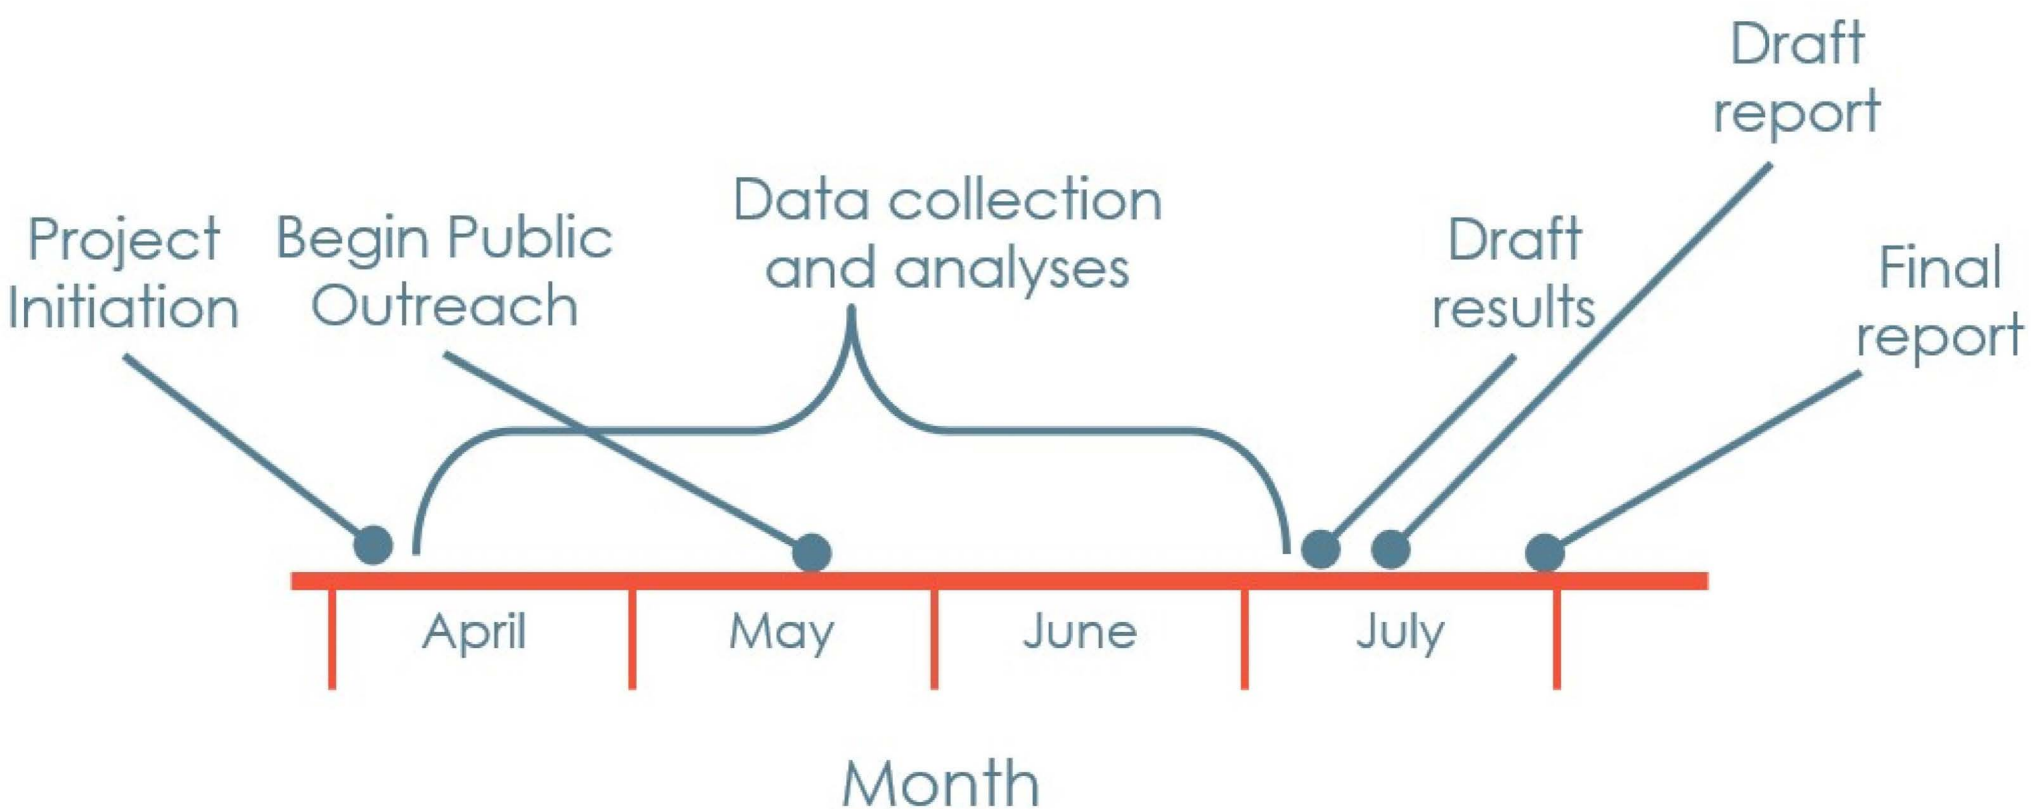 Project
Initiation
Begin Public
Outreach
Data collection
and analyses
Draft
results
Draft
report
Final
report
April
May
June
July
Month